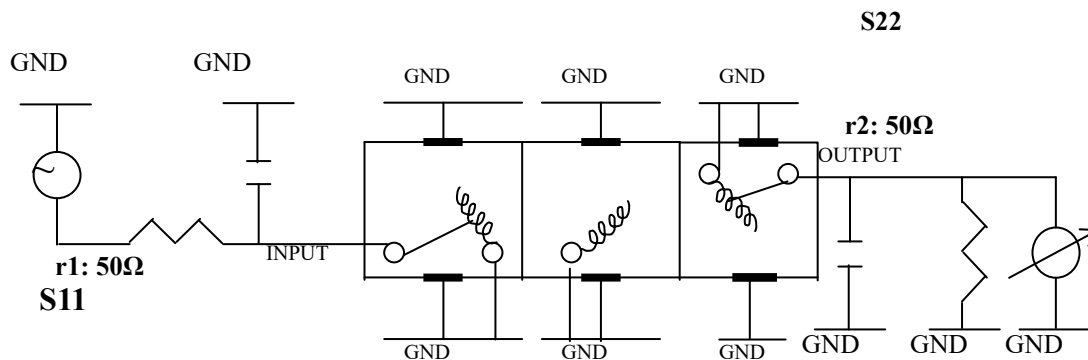 S22
GND
GND
GND
GND
GND
r2: 50Ω
OUTPUT
INPUT
r1: 50Ω
S11
GND
GND
GND
GND
GND
GND